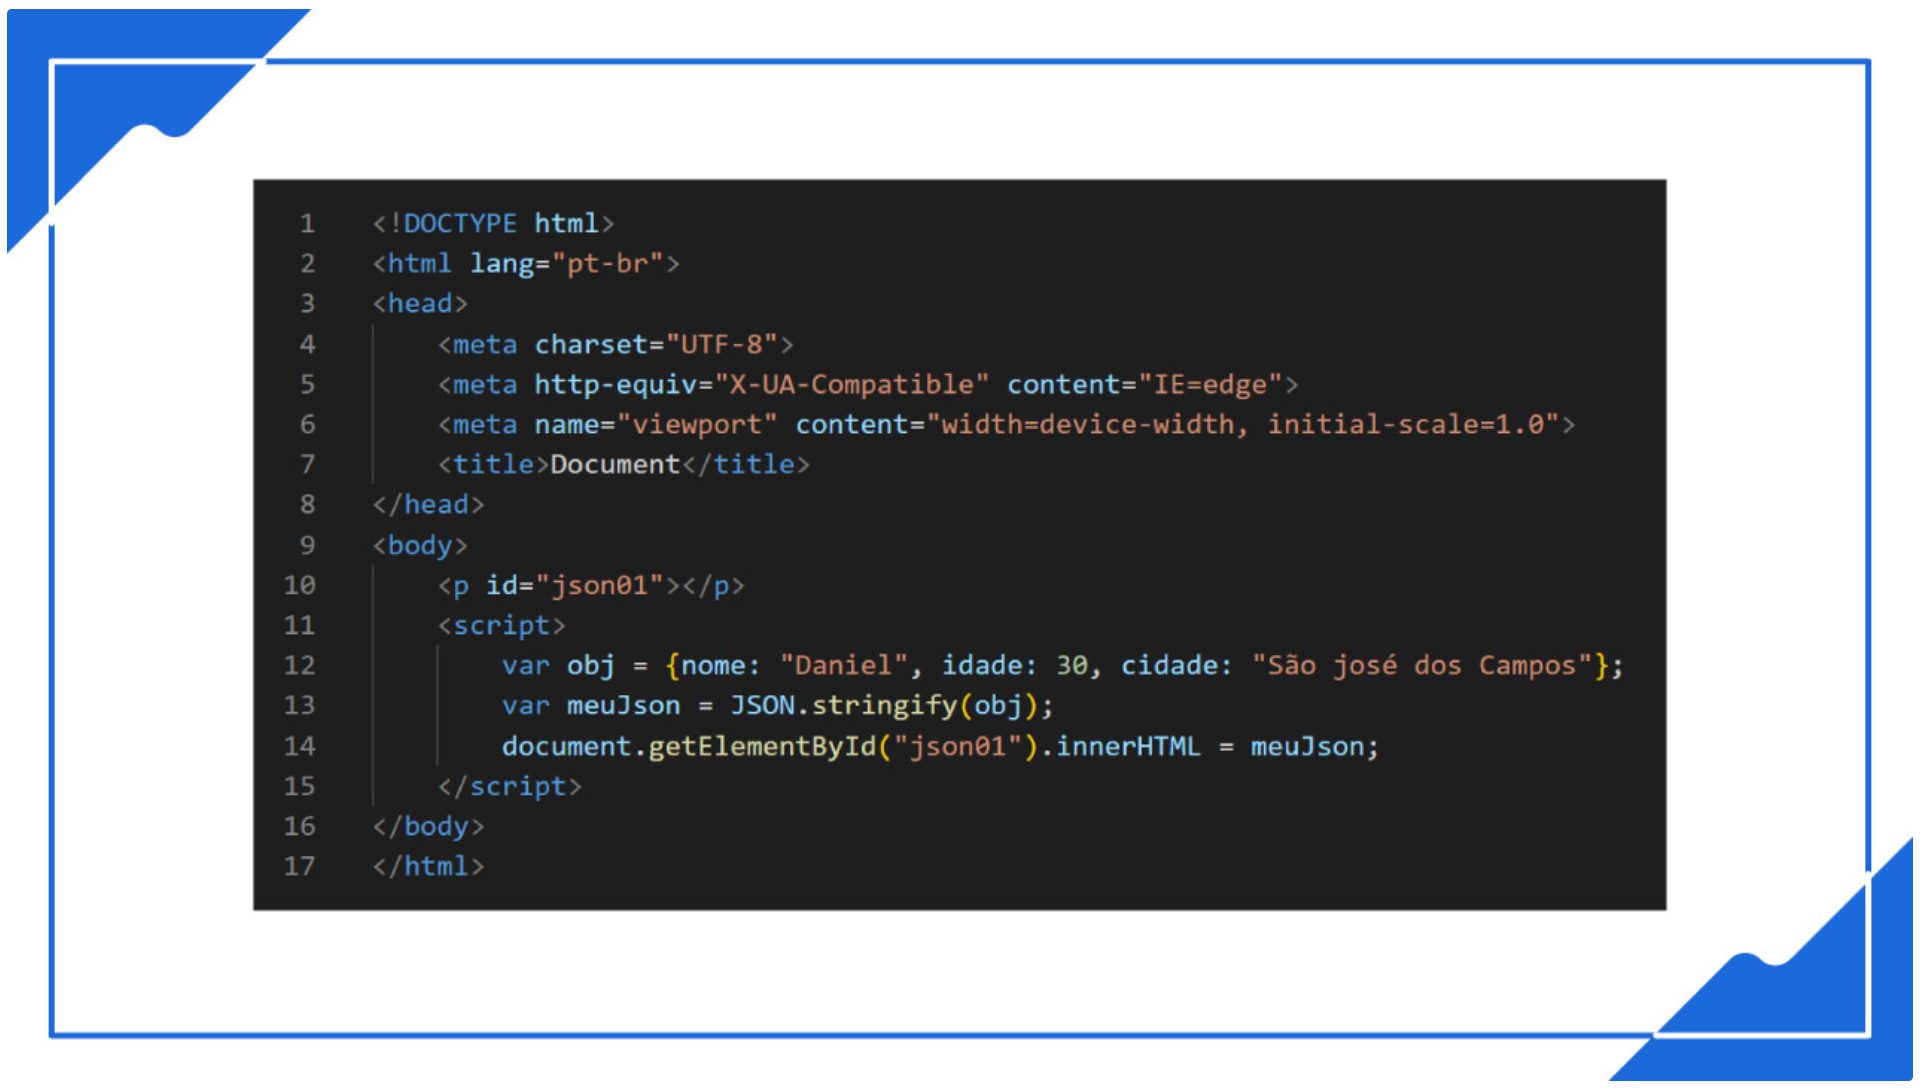 1 <!DOCTYPE html>
2 <html lang="pt-br">
3 <head>
4 <meta charset="UTF-8">
5 <meta http-equiv="X-UA-Compatible" content="IE=edge">
6 <meta name="viewport" content="width=device-width, initial-scale=1.0">
7 <title>Document</title>
8 </head>
9 <body>
10 <p id="json01"></p>
11 <script>
12 var obj = {nome: "Daniel", idade: 30, cidade: "São josé dos Campos"};
13 var meuJson = JSON.stringify(obj);
14 document.getElementById("json01").innerHTML = meuJson;
15 </script>
16 </body>
17 </html>